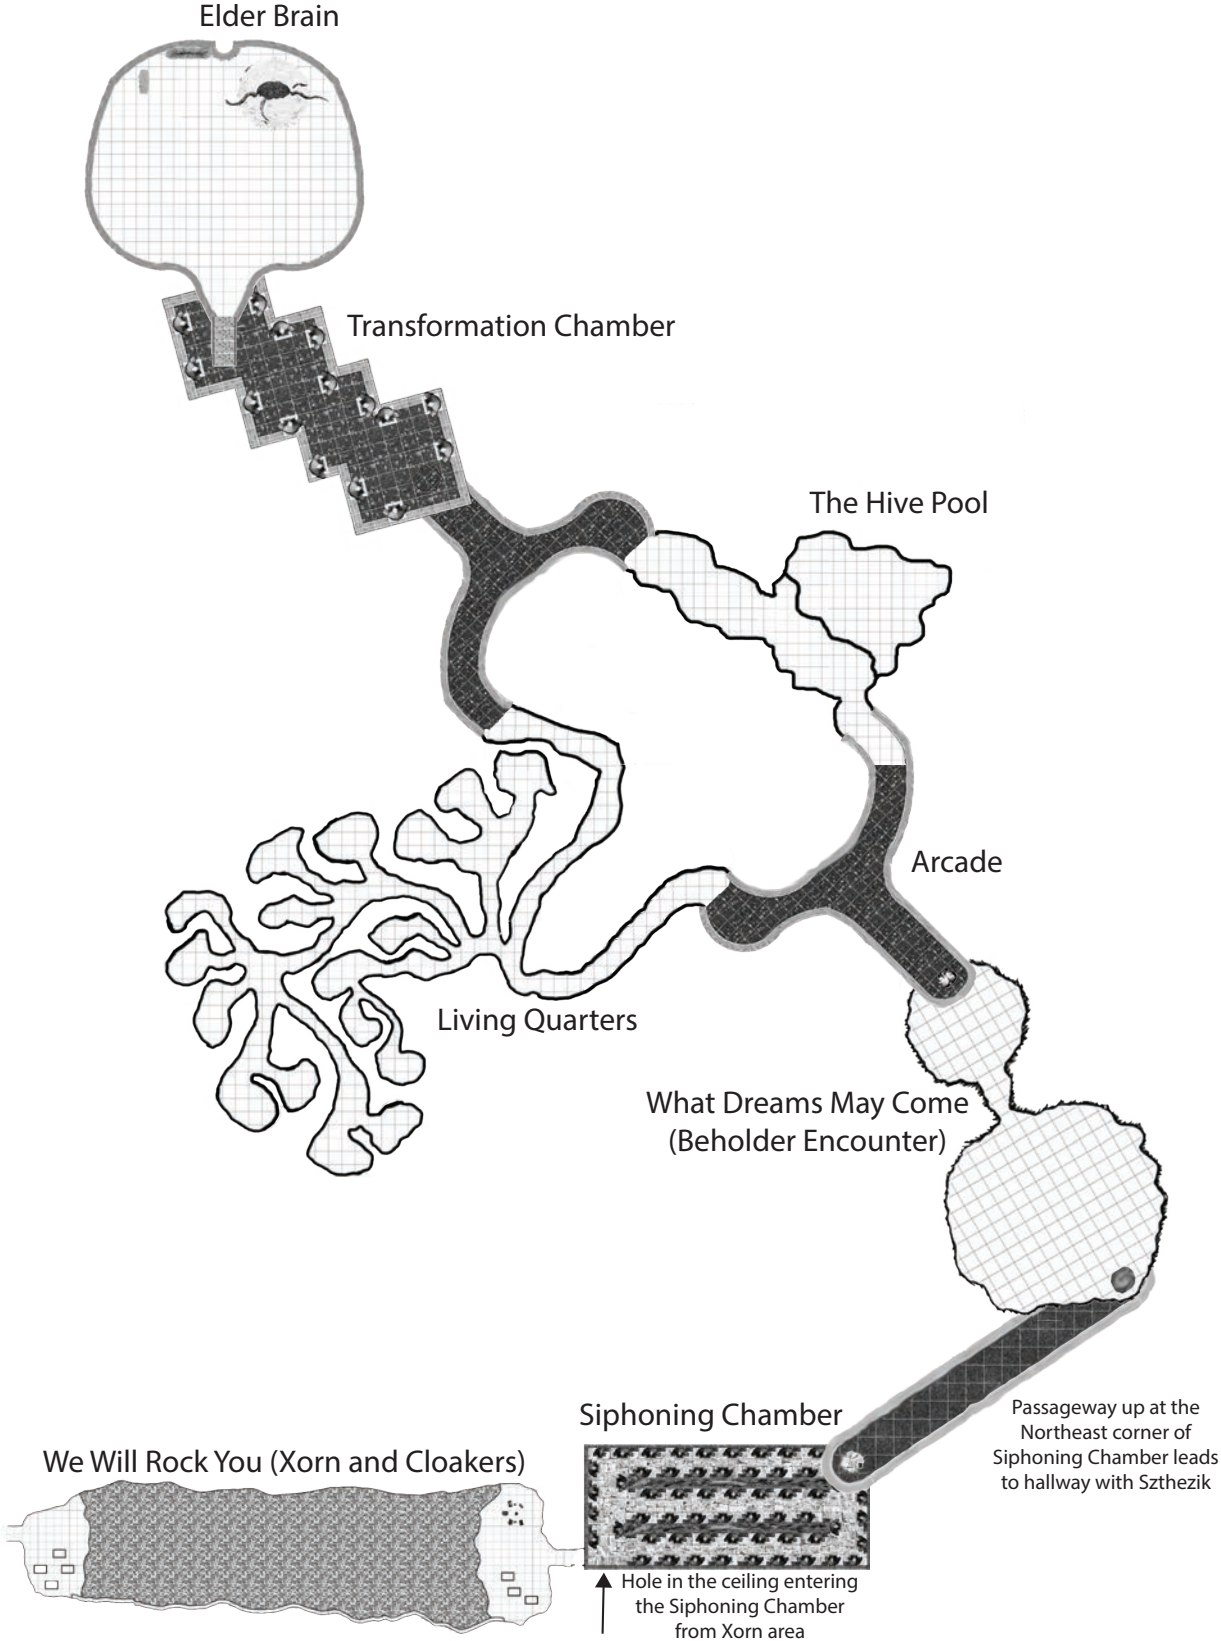 Elder Brain
Transformation Chamber
The Hive Pool
Arcade
Living Quarters
What Dreams May Come
(Beholder Encounter)
Passageway up at the
Northeast corner of
Siphoning Chamber leads
to hallway with Szthezik
Siphoning Chamber
We Will Rock You (Xorn and Cloakers)
Hole in the ceiling entering
the Siphoning Chamber
from Xorn area